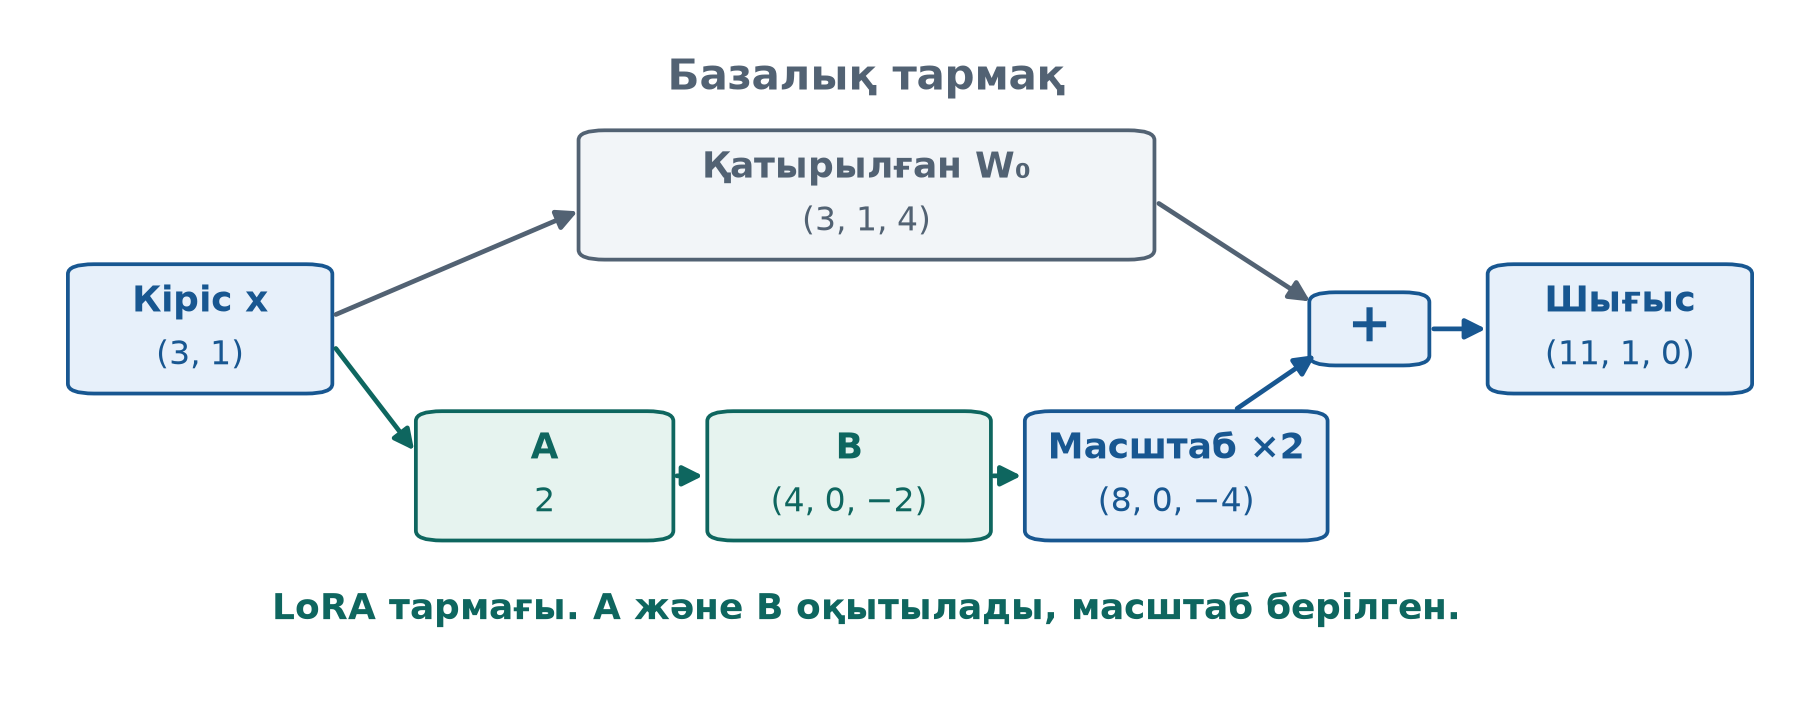 Базалық тармақ
Қатырылған W₀
(3, 1, 4)
Кіріс x
(3, 1)
+
Шығыс
(11, 1, 0)
A
2
B
(4, 0, −2)
Масштаб ×2
(8, 0, −4)
LoRA тармағы. A және B оқытылады, масштаб берілген.